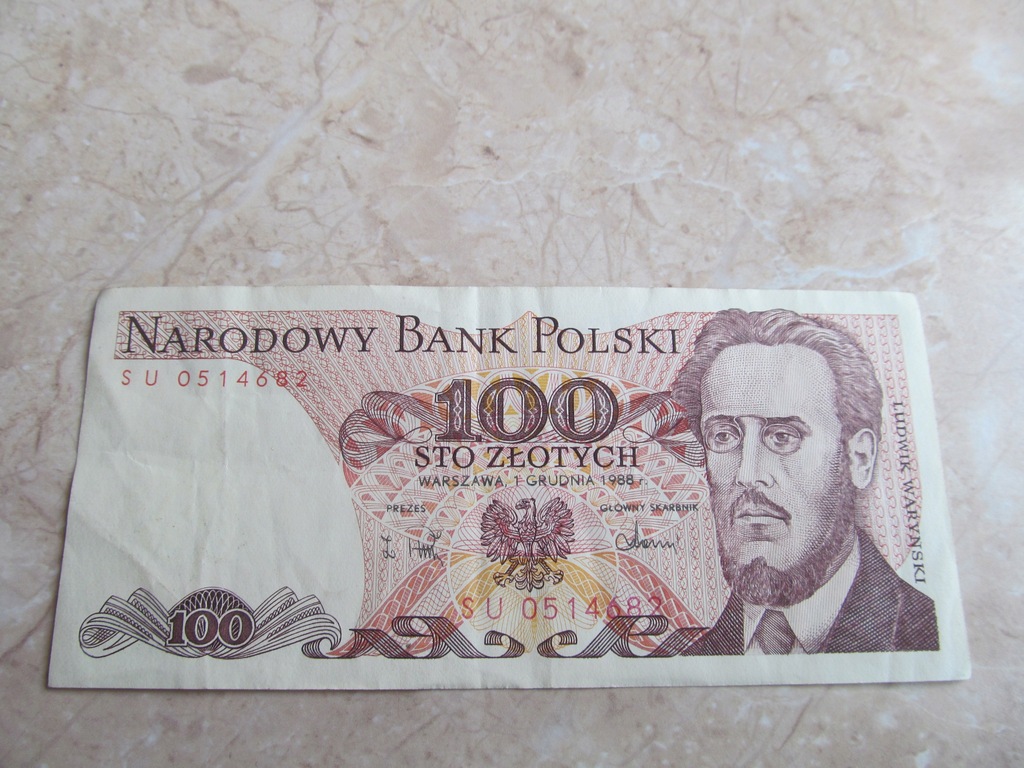 NARODOWY BANK POLSKI
SU 0514682
100
STO ZŁOTYCH
WARSZAWA, 1 GRUDNIA 1988 r.
PREZES
GŁÓWNY SKARBNIK
SU 0514682
100
LUDWIK WARYŃSKI